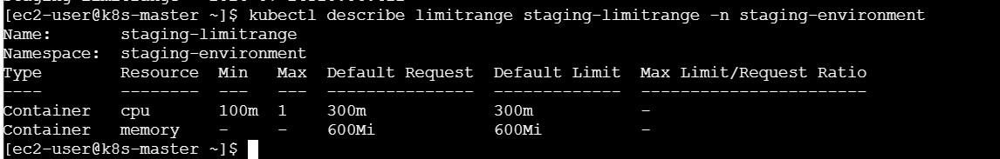 [ec2-user@k8s-master ~]$ kubectl describe limitrange staging-limitrange -n staging-environment
Name:       staging-limitrange
Namespace:  staging-environment
Type        Resource  Min   Max  Default Request  Default Limit  Max Limit/Request Ratio
----        --------  ---   ---  ---------------  -------------  -----------------------
Container   cpu       100m  1    300m             300m           -
Container   memory    -     -    600Mi            600Mi          -
[ec2-user@k8s-master ~]$